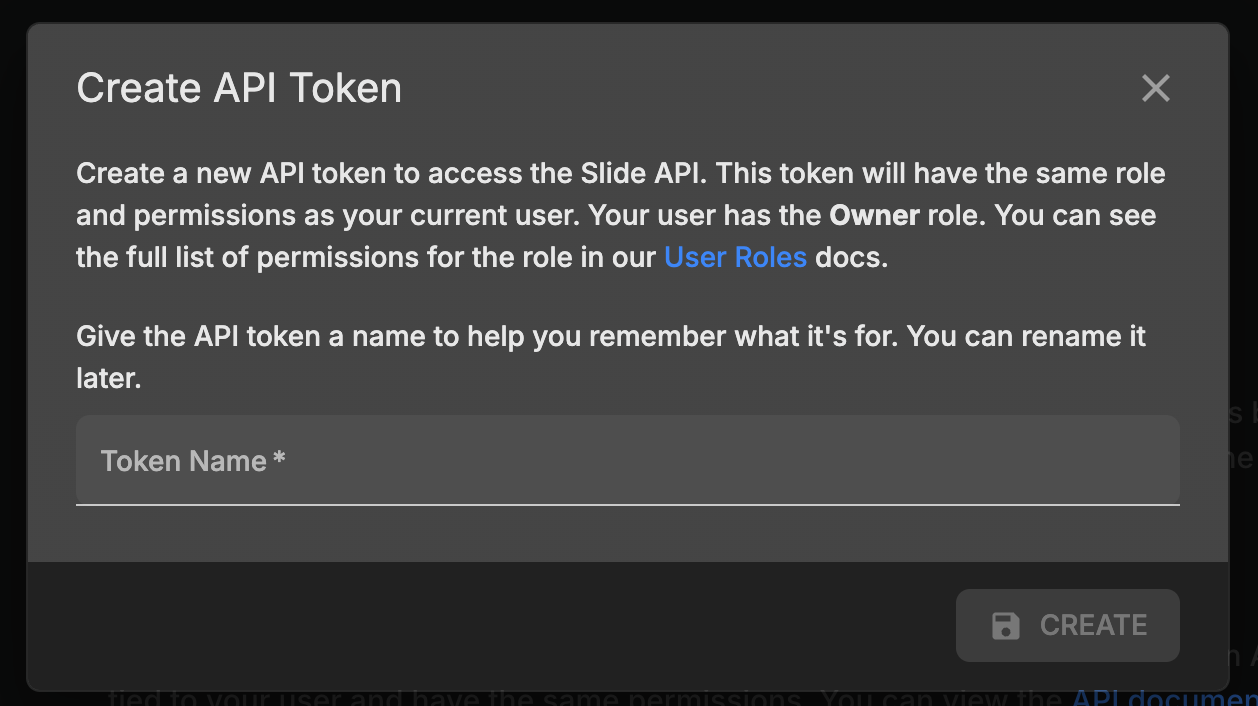 Create API Token
Create a new API token to access the Slide API. This token will have the same role
and permissions as your current user. Your user has the Owner role. You can see
the full list of permissions for the role in our User Roles docs.
Give the API token a name to help you remember what it's for. You can rename it
later.
Token Name *
CREATE
tied to your user and have the same permissions. You can view the API documen